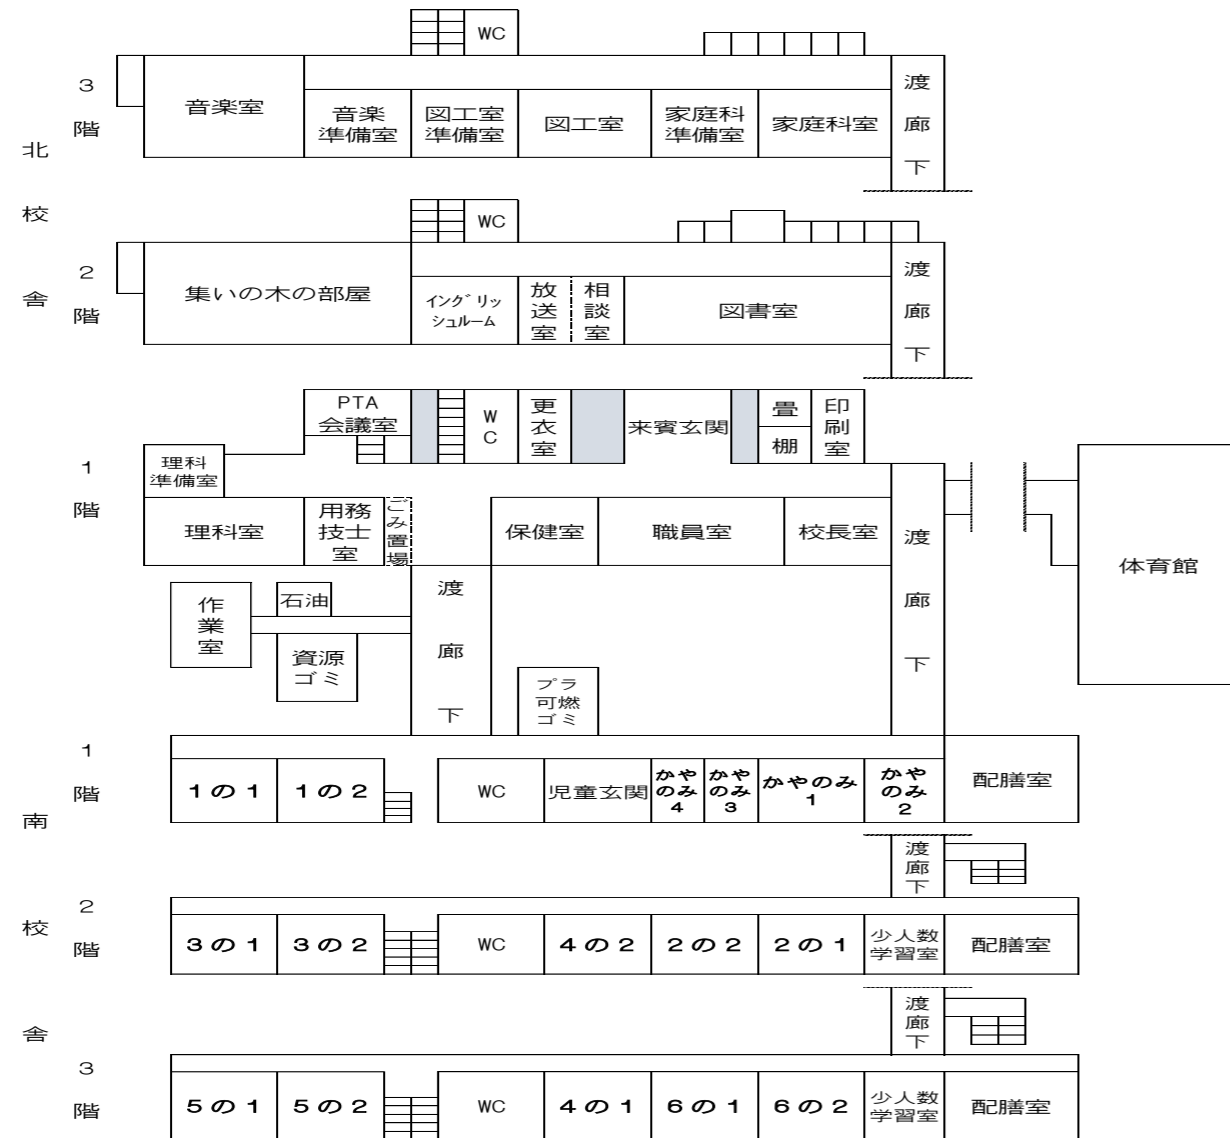 北
校
舎
3
階
WC
音楽室
音楽
準備室
図工室
準備室
図工室
家庭科
準備室
家庭科室
渡
廊
下
2
階
WC
集いの木の部屋
イングリッ
シュルーム
放
送
室
相
談
室
図書室
渡
廊
下
1
階
PTA
会議室
W
C
更
衣
室
来賓玄関
畳
棚
印
刷
室
理科
準備室
理科室
用務
技士
室
ご
み
置
場
保健室
職員室
校長室
渡
廊
下
体育館
作
業
室
石油
資源
ゴミ
渡
廊
下
プラ
可燃
ゴミ
南
校
舎
1
階
1の1
1の2
WC
児童玄関
かや
のみ
4
かや
のみ
3
かやのみ
1
かや
のみ
2
配膳室
2
階
渡
廊
下
3の1
3の2
WC
4の2
2の2
2の1
少人数
学習室
配膳室
3
階
渡
廊
下
5の1
5の2
WC
4の1
6の1
6の2
少人数
学習室
配膳室